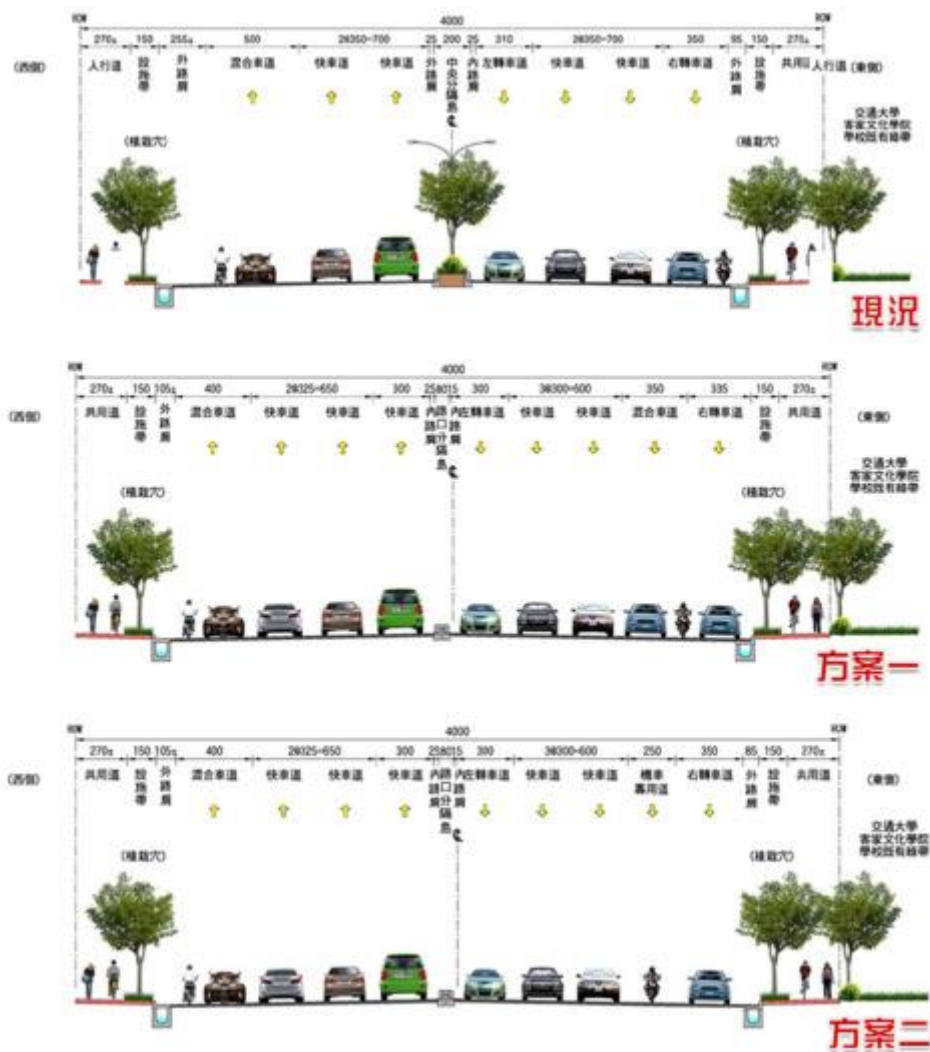 ROW
ROW
4000
270± 150 255± 500 2@350=700 25 200 25 310 2@350=700 350 95 150 270±
(西側) 人行道 設施帶 外路肩 混合車道 快車道 快車道 外路肩 中央分隔島 內路肩 左轉車道 快車道 快車道 右轉車道 外路肩 設施帶 共用 人行道 (東側)
交通大學
客家文化學院
學校既有綠帶
(植栽穴) (植栽穴)
現況
ROW
ROW
4000
270± 150 105± 400 2@325=650 300 25 80 15 300 3@300=600 350 335 150 270±
(西側) 共用道 設施帶 外路肩 混合車道 快車道 快車道 快車道 內路肩 路口分隔島 內路肩 左轉車道 快車道 快車道 混合車道 右轉車道 設施帶 共用道 (東側)
交通大學
客家文化學院
學校既有綠帶
(植栽穴) (植栽穴)
方案一
ROW
ROW
4000
270± 150 105± 400 2@325=650 300 25 80 15 300 3@300=600 250 350 85 150 270±
(西側) 共用道 設施帶 外路肩 混合車道 快車道 快車道 快車道 內路肩 路口分隔島 內路肩 左轉車道 快車道 快車道 機車專用道 右轉車道 外路肩 設施帶 共用道 (東側)
交通大學
客家文化學院
學校既有綠帶
(植栽穴) (植栽穴)
方案二